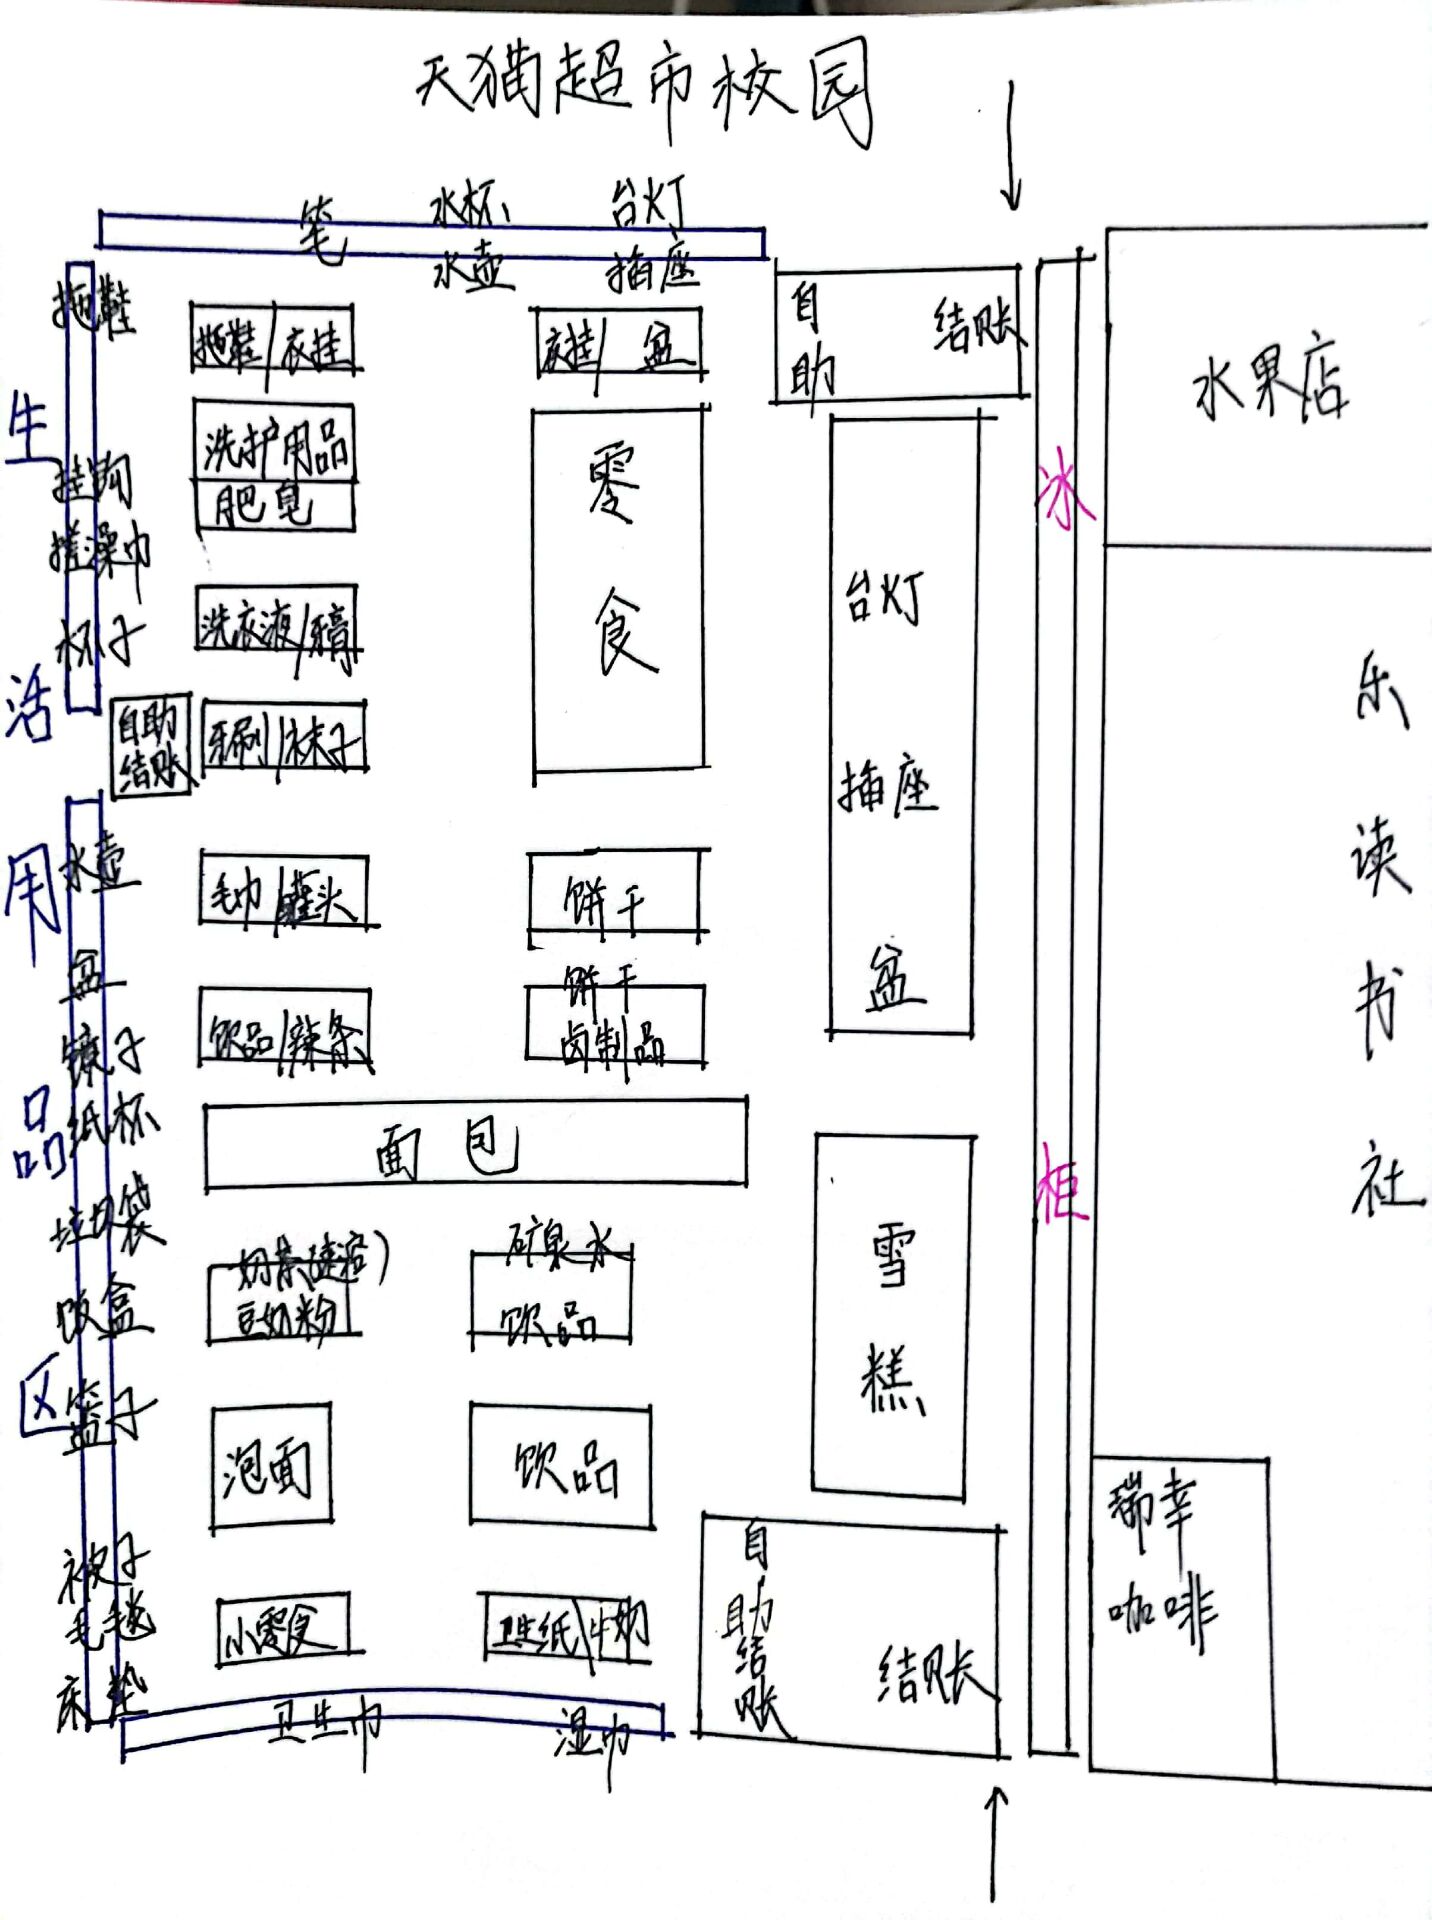 天猫超市校园
笔
水杯
水壶
台灯
插座
拖鞋
挂钩
搓澡巾
杯子
水壶
盆
镜子
纸杯
垃圾袋
饭盒
篮子
被子
毛毯
床垫
生活用品区
拖鞋/衣挂
洗护用品
肥皂
洗衣液/牙膏
自助
结账
牙刷/袜子
毛巾/罐头
饮品/辣条
衣挂/盆
零食
饼干
饼干
卤制品
面包
豆奶粉
矿泉水
饮品
泡面
饮品
小零食
卫生纸/牛奶
卫生巾
湿巾
自助
结账
台灯
插座
盆
雪糕
自助结账
结账
冰柜
水果店
乐读书社
瑞幸
咖啡